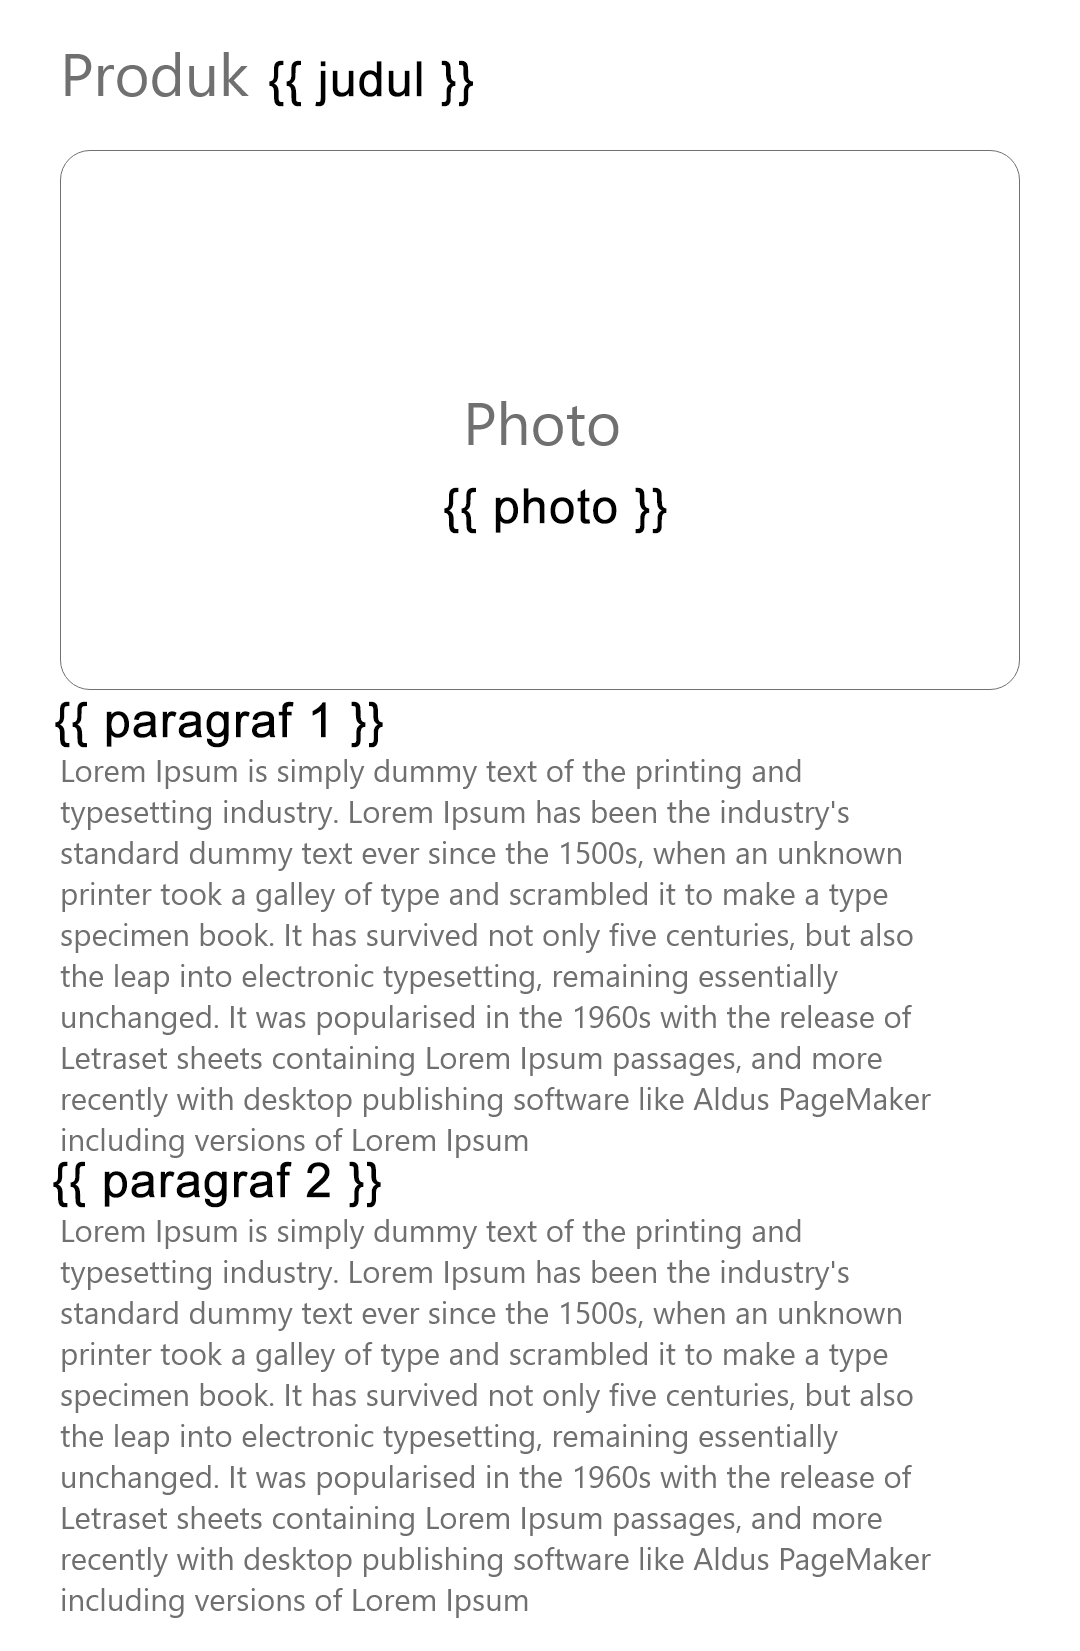 Produk {{ judul }}
Photo
{{ photo }}
{{ paragraf 1 }}
Lorem Ipsum is simply dummy text of the printing and
typesetting industry. Lorem Ipsum has been the industry's
standard dummy text ever since the 1500s, when an unknown
printer took a galley of type and scrambled it to make a type
specimen book. It has survived not only five centuries, but also
the leap into electronic typesetting, remaining essentially
unchanged. It was popularised in the 1960s with the release of
Letraset sheets containing Lorem Ipsum passages, and more
recently with desktop publishing software like Aldus PageMaker
including versions of Lorem Ipsum
{{ paragraf 2 }}
Lorem Ipsum is simply dummy text of the printing and
typesetting industry. Lorem Ipsum has been the industry's
standard dummy text ever since the 1500s, when an unknown
printer took a galley of type and scrambled it to make a type
specimen book. It has survived not only five centuries, but also
the leap into electronic typesetting, remaining essentially
unchanged. It was popularised in the 1960s with the release of
Letraset sheets containing Lorem Ipsum passages, and more
recently with desktop publishing software like Aldus PageMaker
including versions of Lorem Ipsum